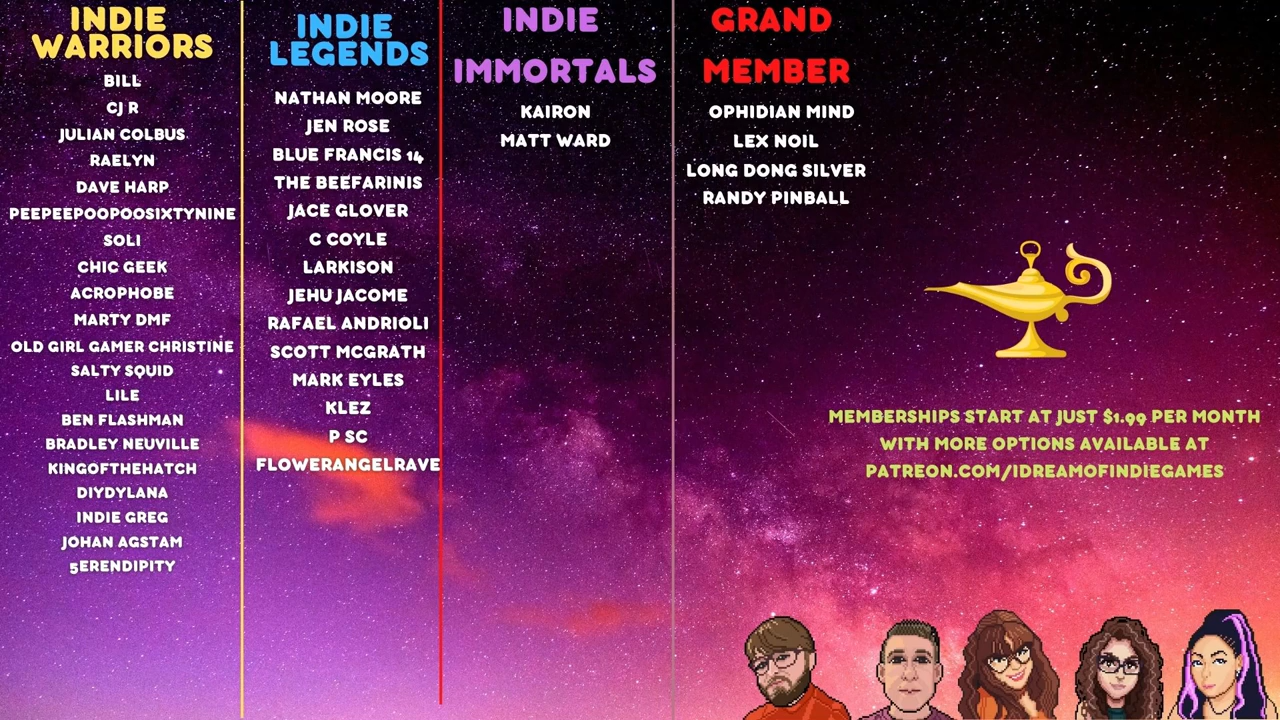 INDIE
WARRIORS
BILL
CJ R
JULIAN COLBUS
RAELYN
DAVE HARP
PEEPEEPOOPOOSIXTYNINE
SOLI
CHIC GEEK
ACROPHOBE
MARTY DMF
OLD GIRL GAMER CHRISTINE
SALTY SQUID
LILE
BEN FLASHMAN
BRADLEY NEUVILLE
KINGOFTHEHATCH
DIYDYLANA
INDIE GREG
JOHAN AGSTAM
5ERENDIPITY
INDIE
LEGENDS
NATHAN MOORE
JEN ROSE
BLUE FRANCIS 14
THE BEEFARINIS
JACE GLOVER
C COYLE
LARKISON
JEHU JACOME
RAFAEL ANDRIOLI
SCOTT MCGRATH
MARK EYLES
KLEZ
P SC
FLOWERANGELRAVE
INDIE
IMMORTALS
KAIRON
MATT WARD
GRAND
MEMBER
OPHIDIAN MIND
LEX NOIL
LONG DONG SILVER
RANDY PINBALL
MEMBERSHIPS START AT JUST $1.99 PER MONTH
WITH MORE OPTIONS AVAILABLE AT
PATREON.COM/IDREAMOFINDIEGAMES